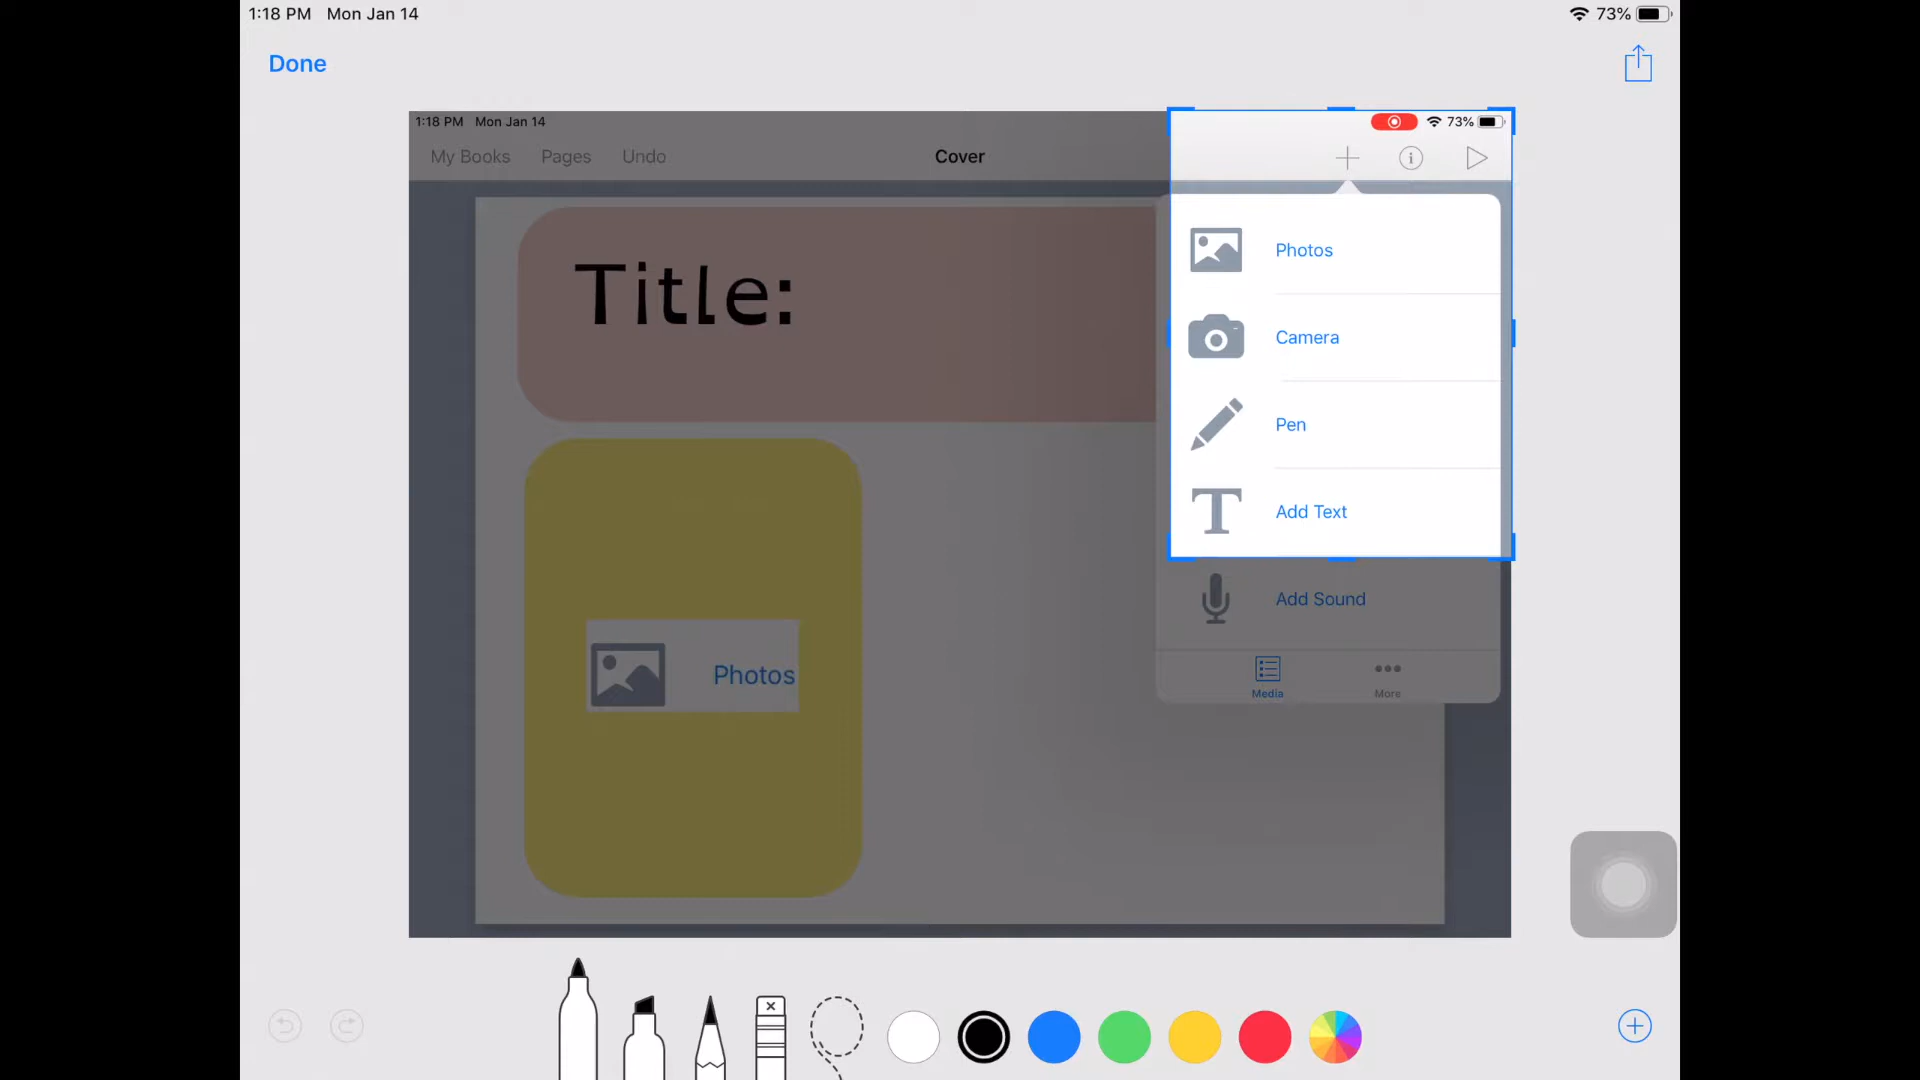 1:18 PM Mon Jan 14 73%
Done
1:18 PM Mon Jan 14 73%
My Books Pages Undo Cover
Title:
Photos
Camera
Pen
Add Text
Add Sound
Photos
Media More